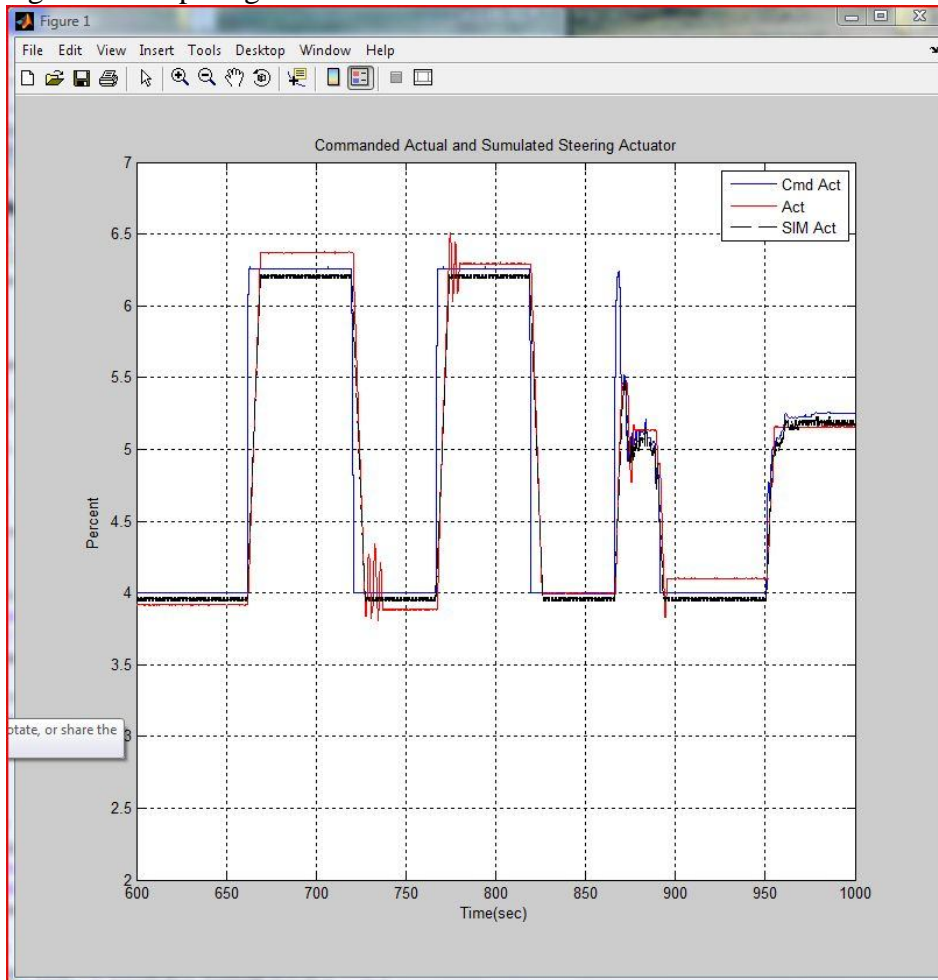 Figure 1
File Edit View Insert Tools Desktop Window Help
Commanded Actual and Sumulated Steering Actuator
Cmd Act
Act
SIM Act
7
6.5
6
5.5
5
4.5
4
3.5
3
2.5
2
Percent
otate, or share the
600 650 700 750 800 850 900 950 1000
Time(sec)